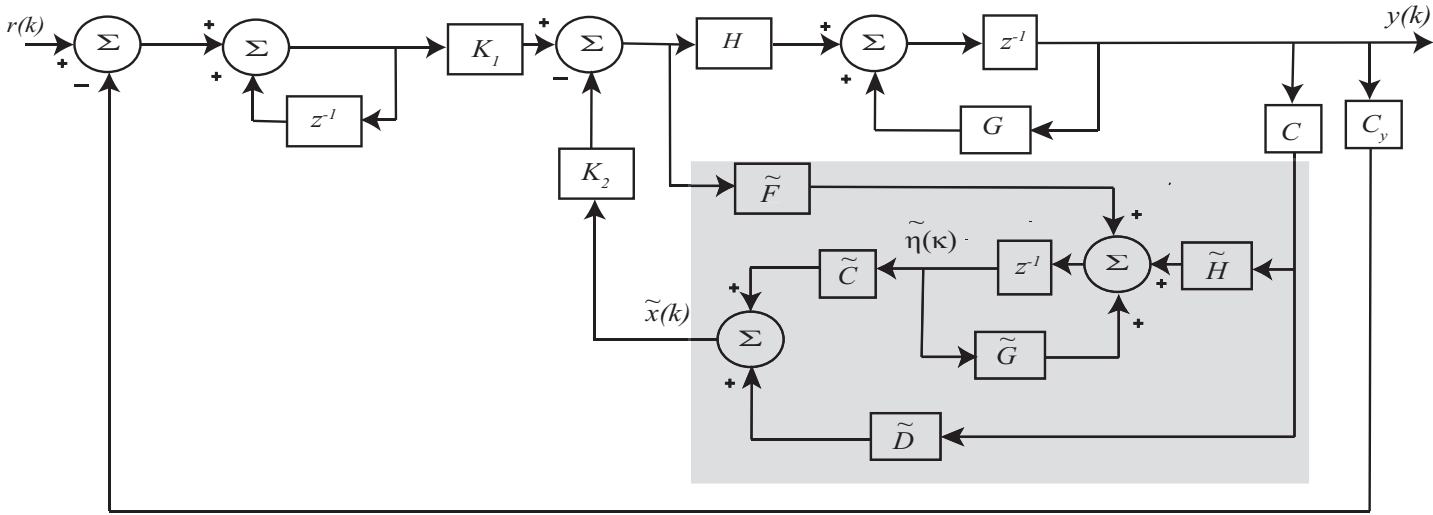 r(k)
+
−
Σ
+
+
Σ
z⁻¹
K₁
+
−
Σ
K₂
H
+
+
Σ
z⁻¹
G
y(k)
C
C_y
F̃
+
η̃(κ)
C̃
z⁻¹
Σ
+
H̃
+
x̃(k)
+
Σ
+
G̃
D̃